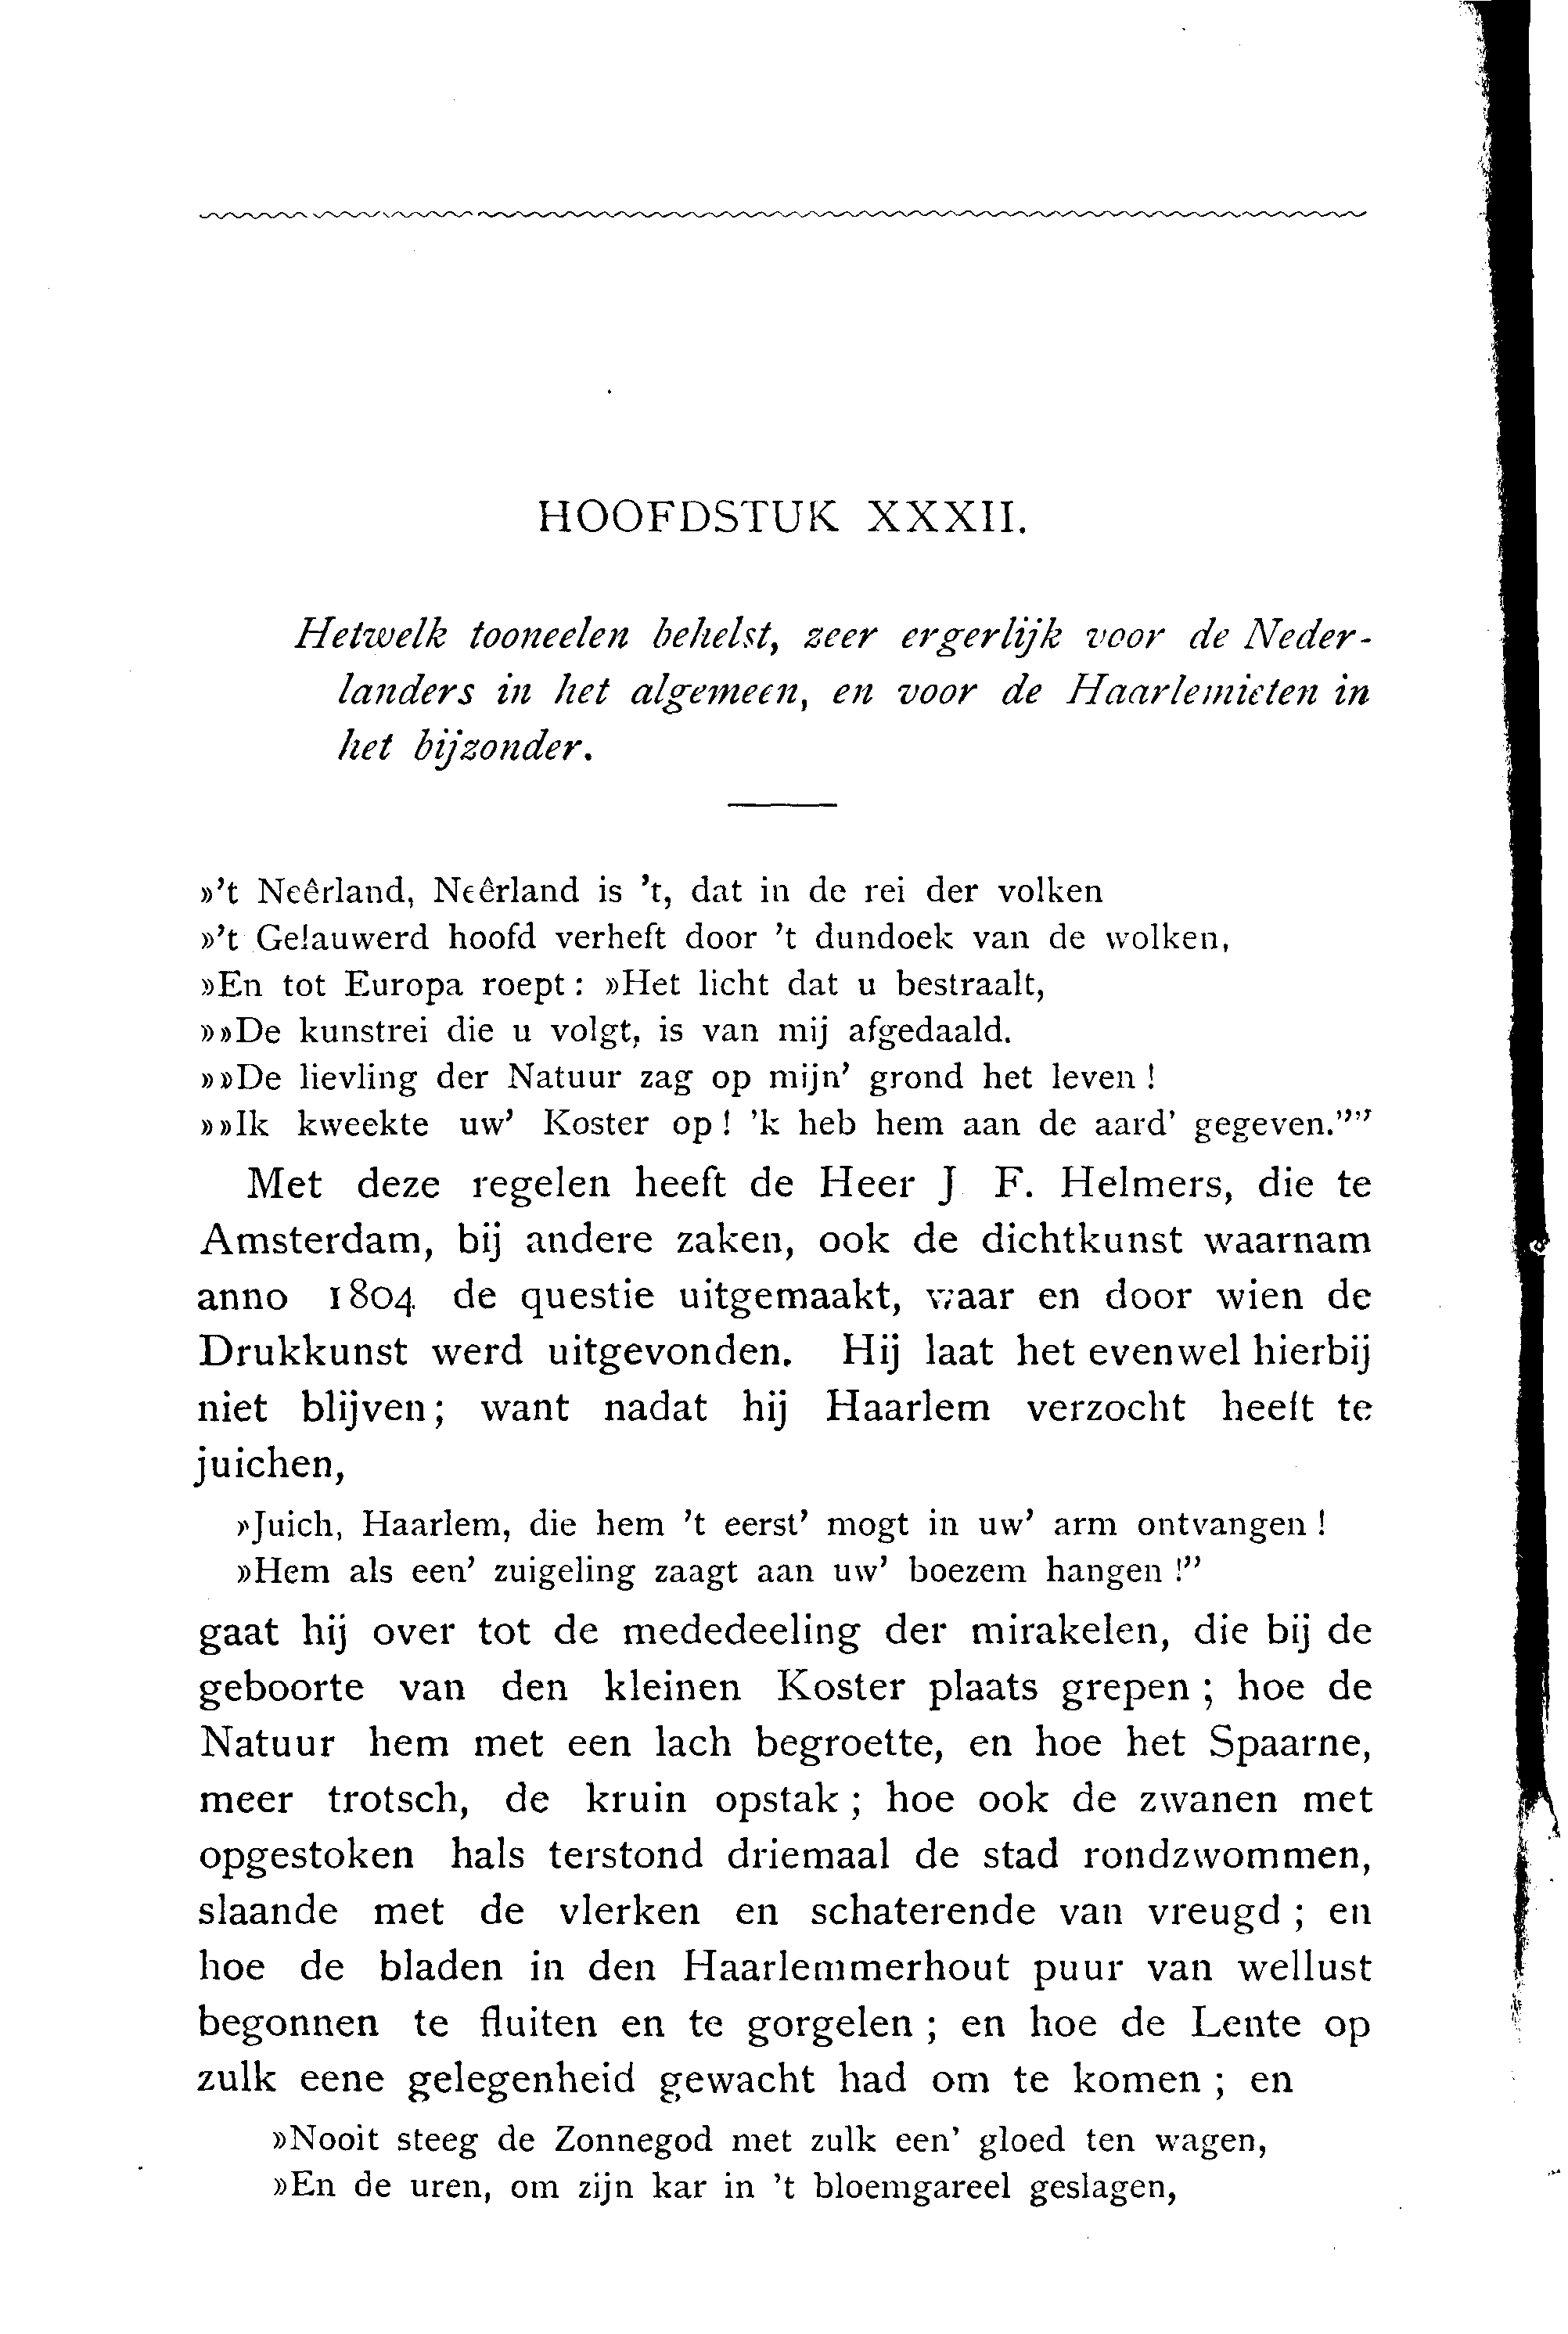 HOOFDSTUK XXXII.
Hetwelk tooneelen behelst, zeer ergerlijk voor de Neder-
landers in het algemeen, en voor de Haarlemieten in
het bijzonder.
»'t Neêrland, Neêrland is 't, dat in de rei der volken
»'t Gelauwerd hoofd verheft door 't dundoek van de wolken,
»En tot Europa roept: »Het licht dat u bestraalt,
»»De kunstrei die u volgt, is van mij afgedaald.
»»De lievling der Natuur zag op mijn' grond het leven!
»»Ik kweekte uw' Koster op! 'k heb hem aan de aard' gegeven.""
Met deze regelen heeft de Heer J F. Helmers, die te
Amsterdam, bij andere zaken, ook de dichtkunst waarnam
anno 1804 de questie uitgemaakt, waar en door wien de
Drukkunst werd uitgevonden. Hij laat het evenwel hierbij
niet blijven; want nadat hij Haarlem verzocht heeft te
juichen,
»Juich, Haarlem, die hem 't eerst' mogt in uw' arm ontvangen!
»Hem als een' zuigeling zaagt aan uw' boezem hangen!"
gaat hij over tot de mededeeling der mirakelen, die bij de
geboorte van den kleinen Koster plaats grepen; hoe de
Natuur hem met een lach begroette, en hoe het Spaarne,
meer trotsch, de kruin opstak; hoe ook de zwanen met
opgestoken hals terstond driemaal de stad rondzwommen,
slaande met de vlerken en schaterende van vreugd; en
hoe de bladen in den Haarlemmerhout puur van wellust
begonnen te fluiten en te gorgelen; en hoe de Lente op
zulk eene gelegenheid gewacht had om te komen; en
»Nooit steeg de Zonnegod met zulk een' gloed ten wagen,
»En de uren, om zijn kar in 't bloemgareel geslagen,